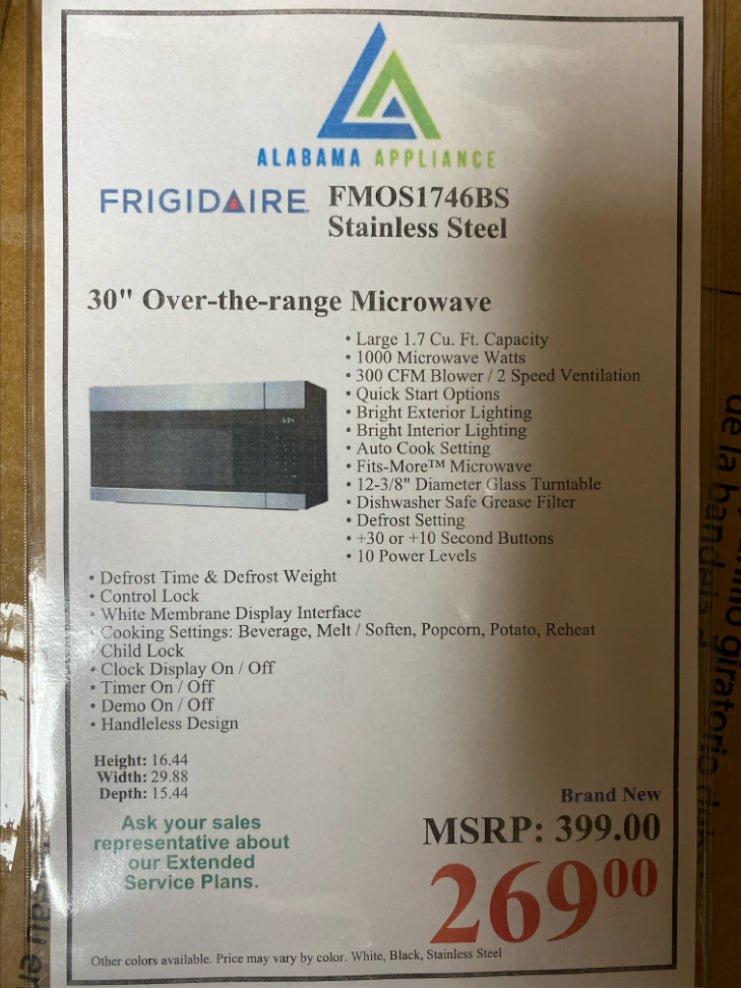 ALABAMA APPLIANCE
FRIGIDAIRE FMOS1746BS
Stainless Steel
30" Over-the-range Microwave
• Large 1.7 Cu. Ft. Capacity
• 1000 Microwave Watts
• 300 CFM Blower / 2 Speed Ventilation
• Quick Start Options
• Bright Exterior Lighting
• Bright Interior Lighting
• Auto Cook Setting
• Fits-More™ Microwave
• 12-3/8" Diameter Glass Turntable
• Dishwasher Safe Grease Filter
• Defrost Setting
• +30 or +10 Second Buttons
• 10 Power Levels
• Defrost Time & Defrost Weight
• Control Lock
• White Membrane Display Interface
• Cooking Settings: Beverage, Melt / Soften, Popcorn, Potato, Reheat
• Child Lock
• Clock Display On / Off
• Timer On / Off
• Demo On / Off
• Handleless Design
Height: 16.44
Width: 29.88
Depth: 15.44
Ask your sales
representative about
our Extended
Service Plans.
Brand New
MSRP: 399.00
269⁰⁰
Other colors available. Price may vary by color. White, Black, Stainless Steel
de la bandeja
giratorio